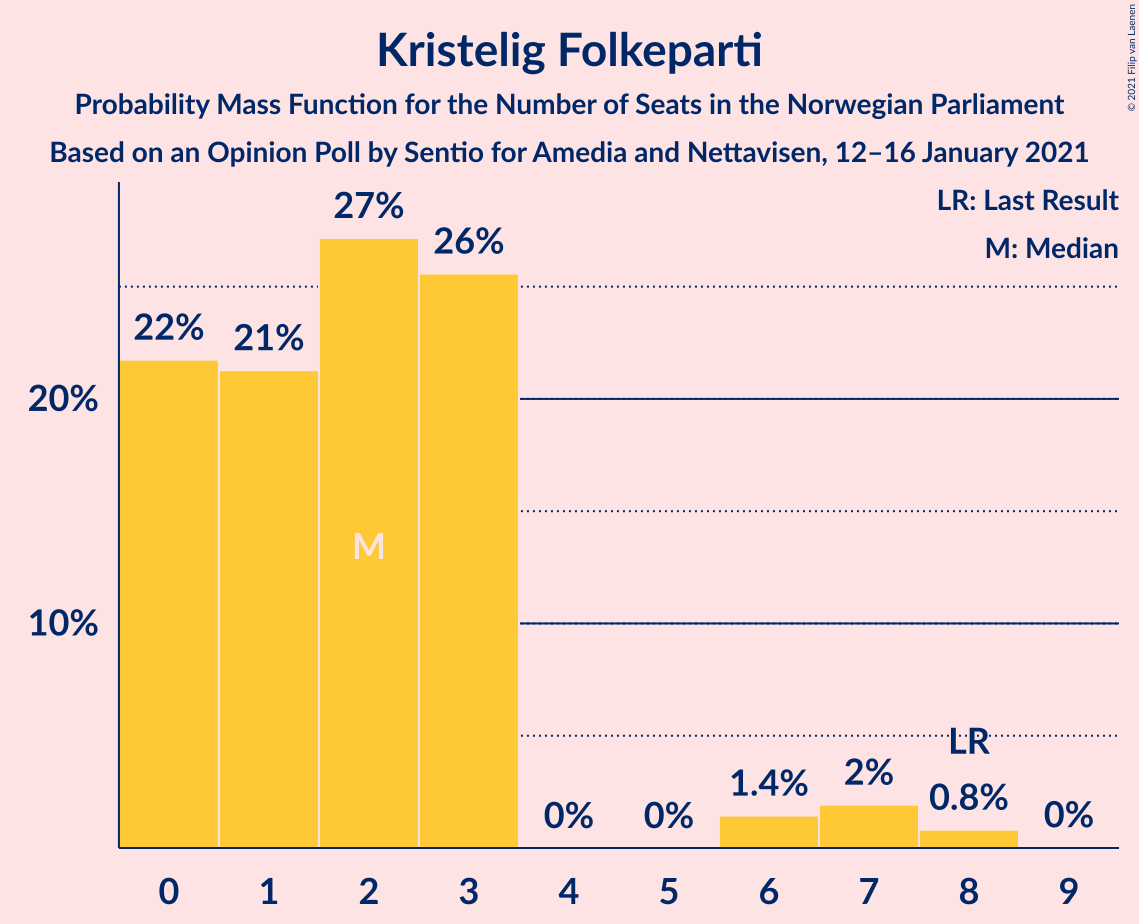 Kristelig Folkeparti
Probability Mass Function for the Number of Seats in the Norwegian Parliament
Based on an Opinion Poll by Sentio for Amedia and Nettavisen, 12–16 January 2021
© 2021 Filip van Laenen
LR: Last Result
M: Median
27%
26%
22%
21%
20%
M
10%
LR
1.4%
2%
0.8%
0%
0%
0%
0 1 2 3 4 5 6 7 8 9